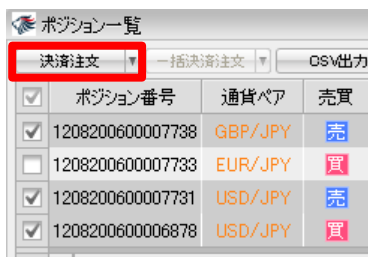 ポジション一覧
決済注文 一括決済注文 CSV出力
ポジション番号 通貨ペア 売買
1208200600007738 GBP/JPY 売
1208200600007733 EUR/JPY 買
1208200600007731 USD/JPY 売
1208200600006878 USD/JPY 買